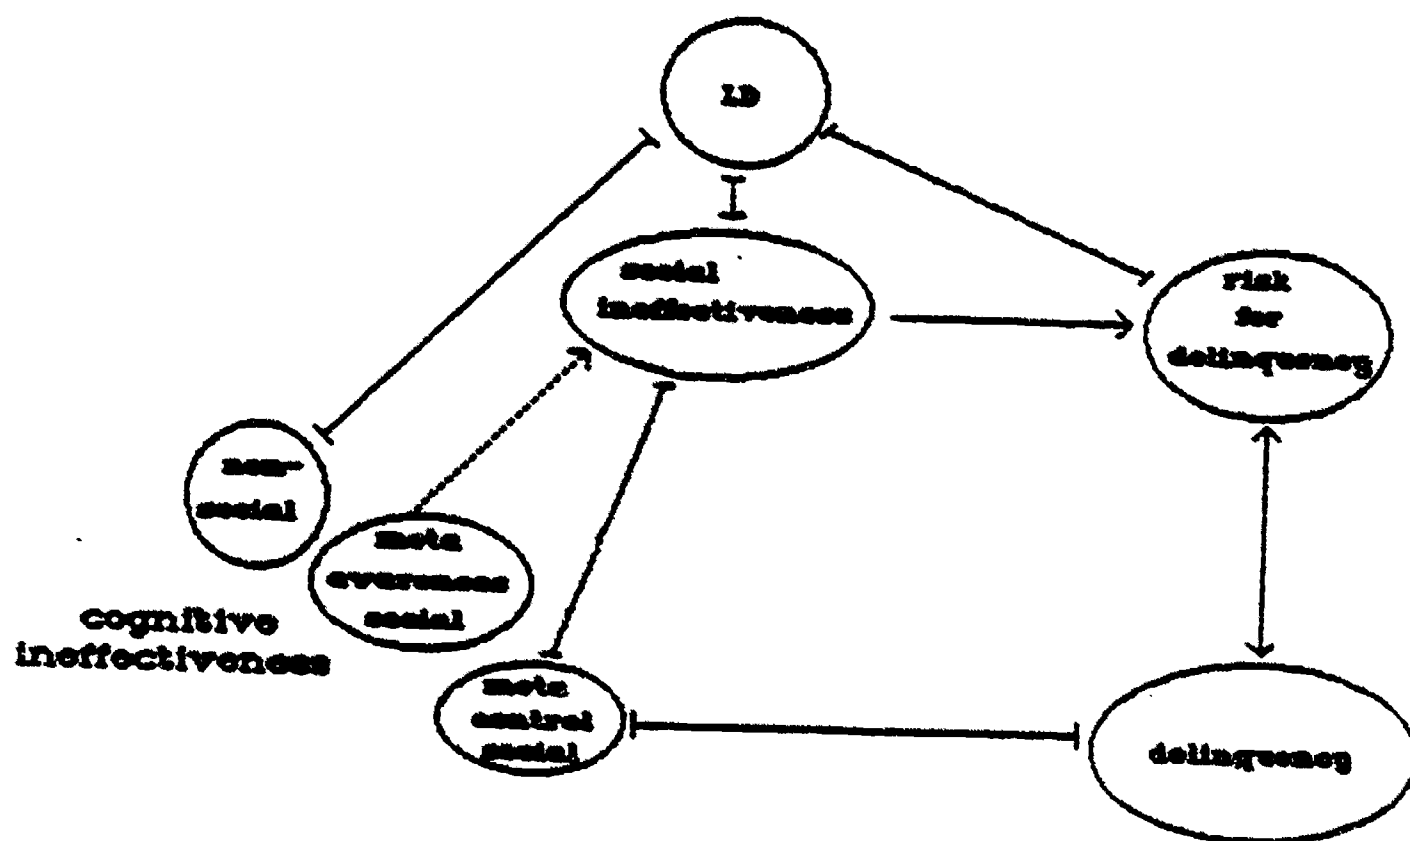 LD
social
ineffectiveness
risk
for
delinquency
non-
social
meta
awareness
social
cognitive
ineffectiveness
meta
control
social
delinquency